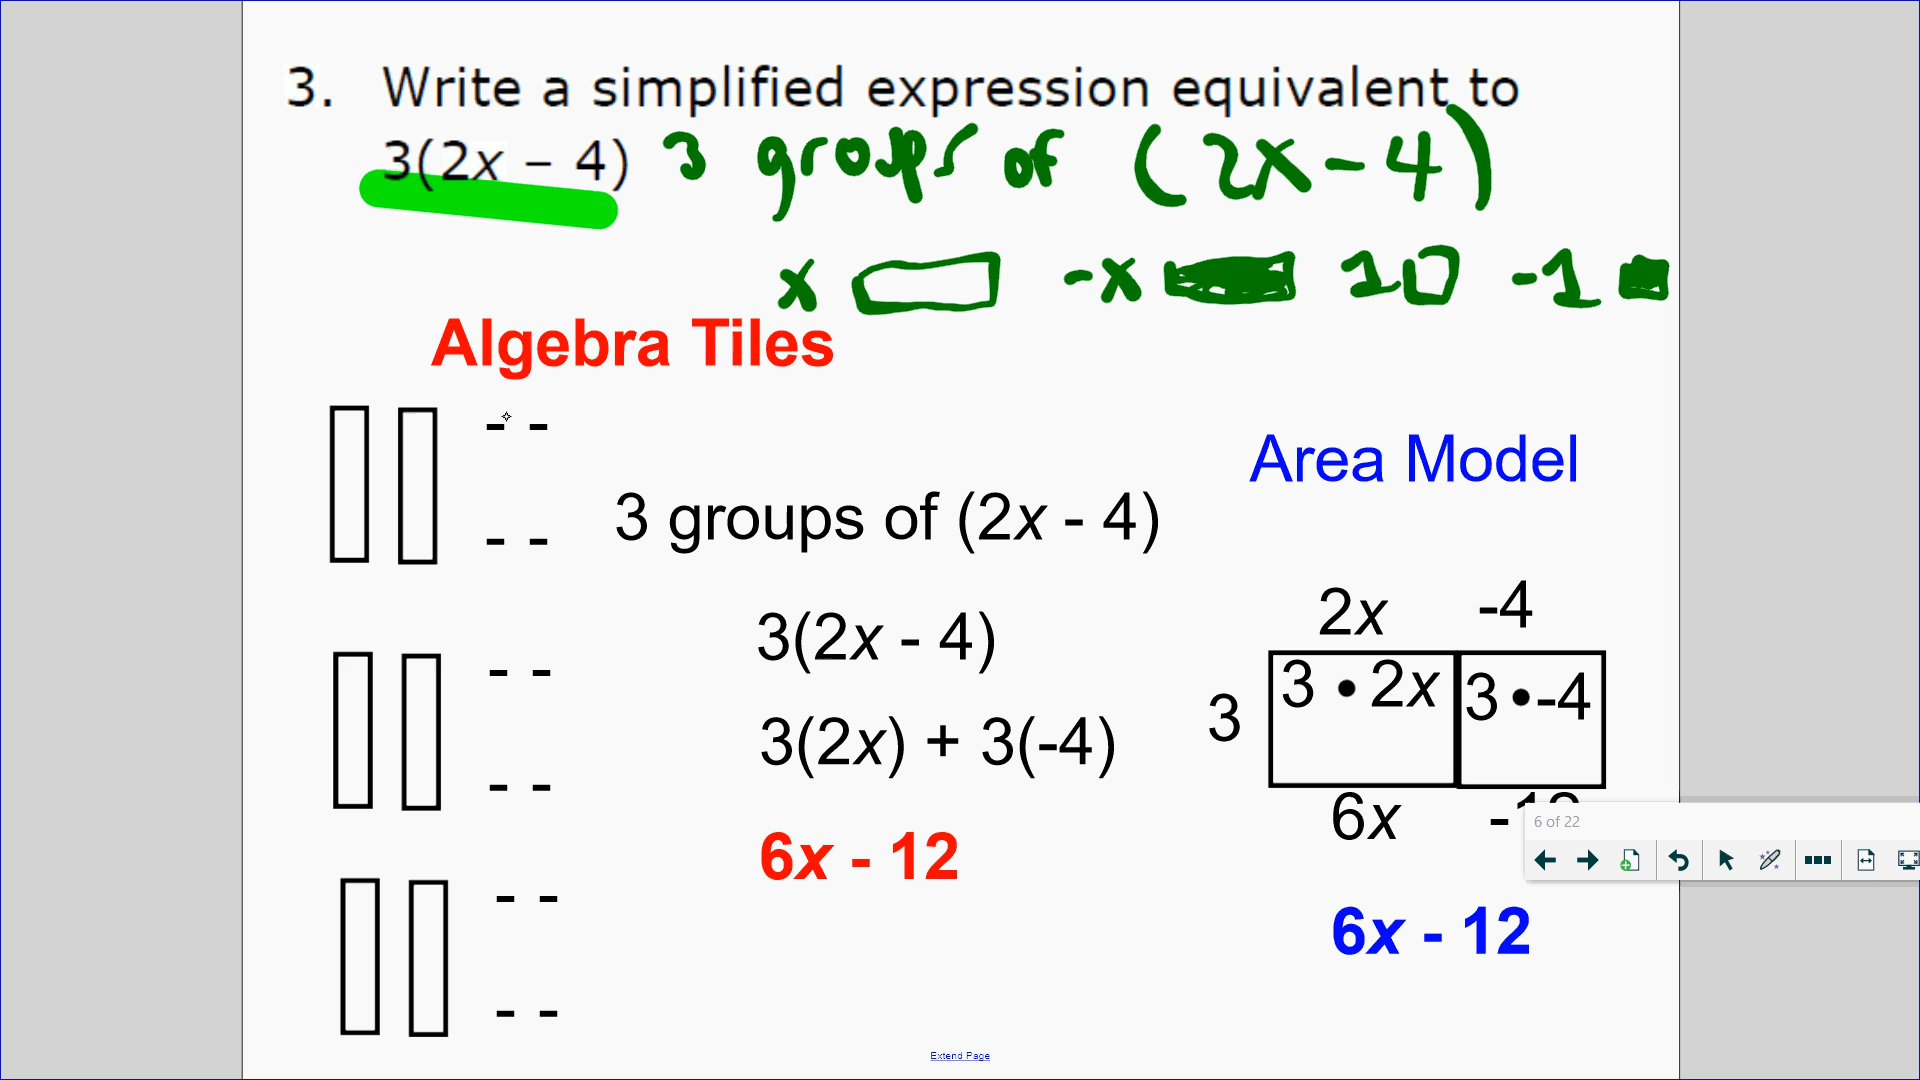 3. Write a simplified expression equivalent to
3(2x – 4) 3 groups of (2x-4)
x -x 1 -1
Algebra Tiles
- -
- -
- -
- -
- -
- -
3 groups of (2x - 4)
3(2x - 4)
3(2x) + 3(-4)
6x - 12
Area Model
2x -4
3 3 • 2x 3 • -4
6x -12
6x - 12
6 of 22
Extend Page